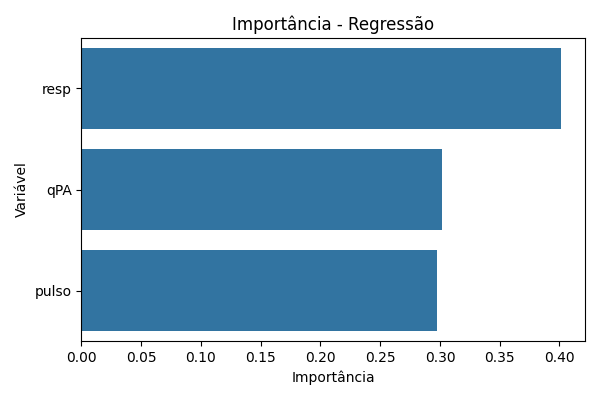 Importância - Regressão
Variável
resp
qPA
pulso
0.00 0.05 0.10 0.15 0.20 0.25 0.30 0.35 0.40
Importância